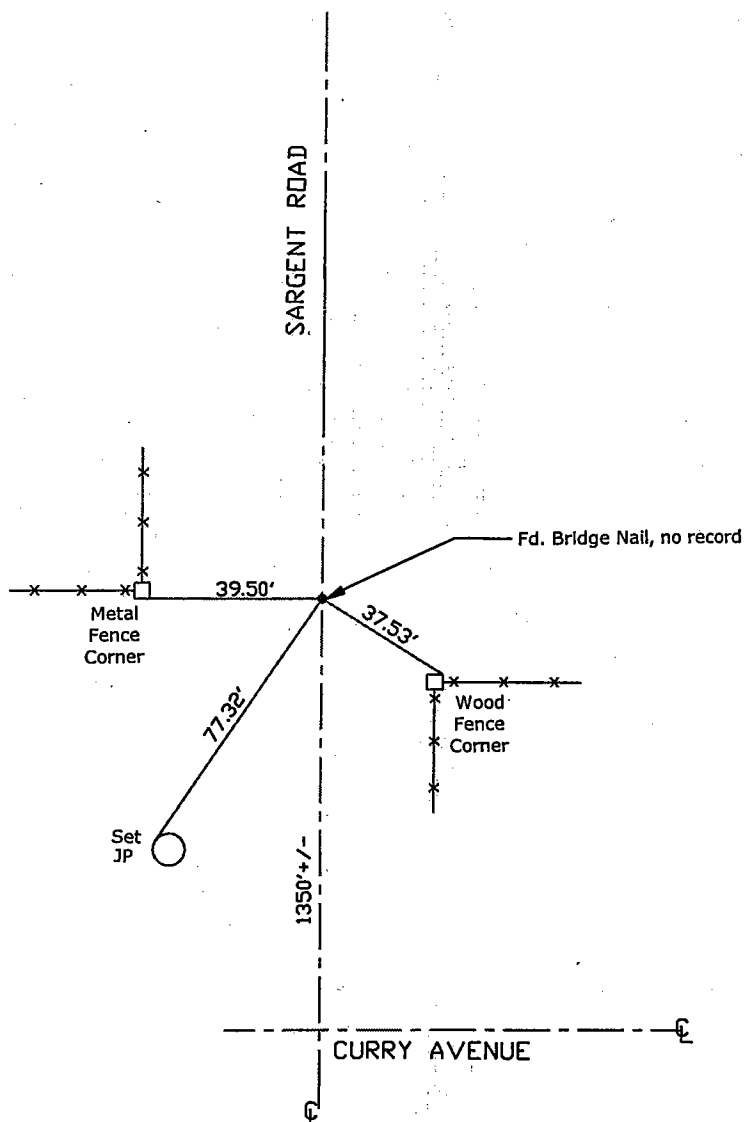 SARGENT ROAD
Fd. Bridge Nail, no record
39.50'
37.53'
Metal
Fence
Corner
Wood
Fence
Corner
77.32'
Set
JP
1350'+/-
℄
CURRY AVENUE
℄